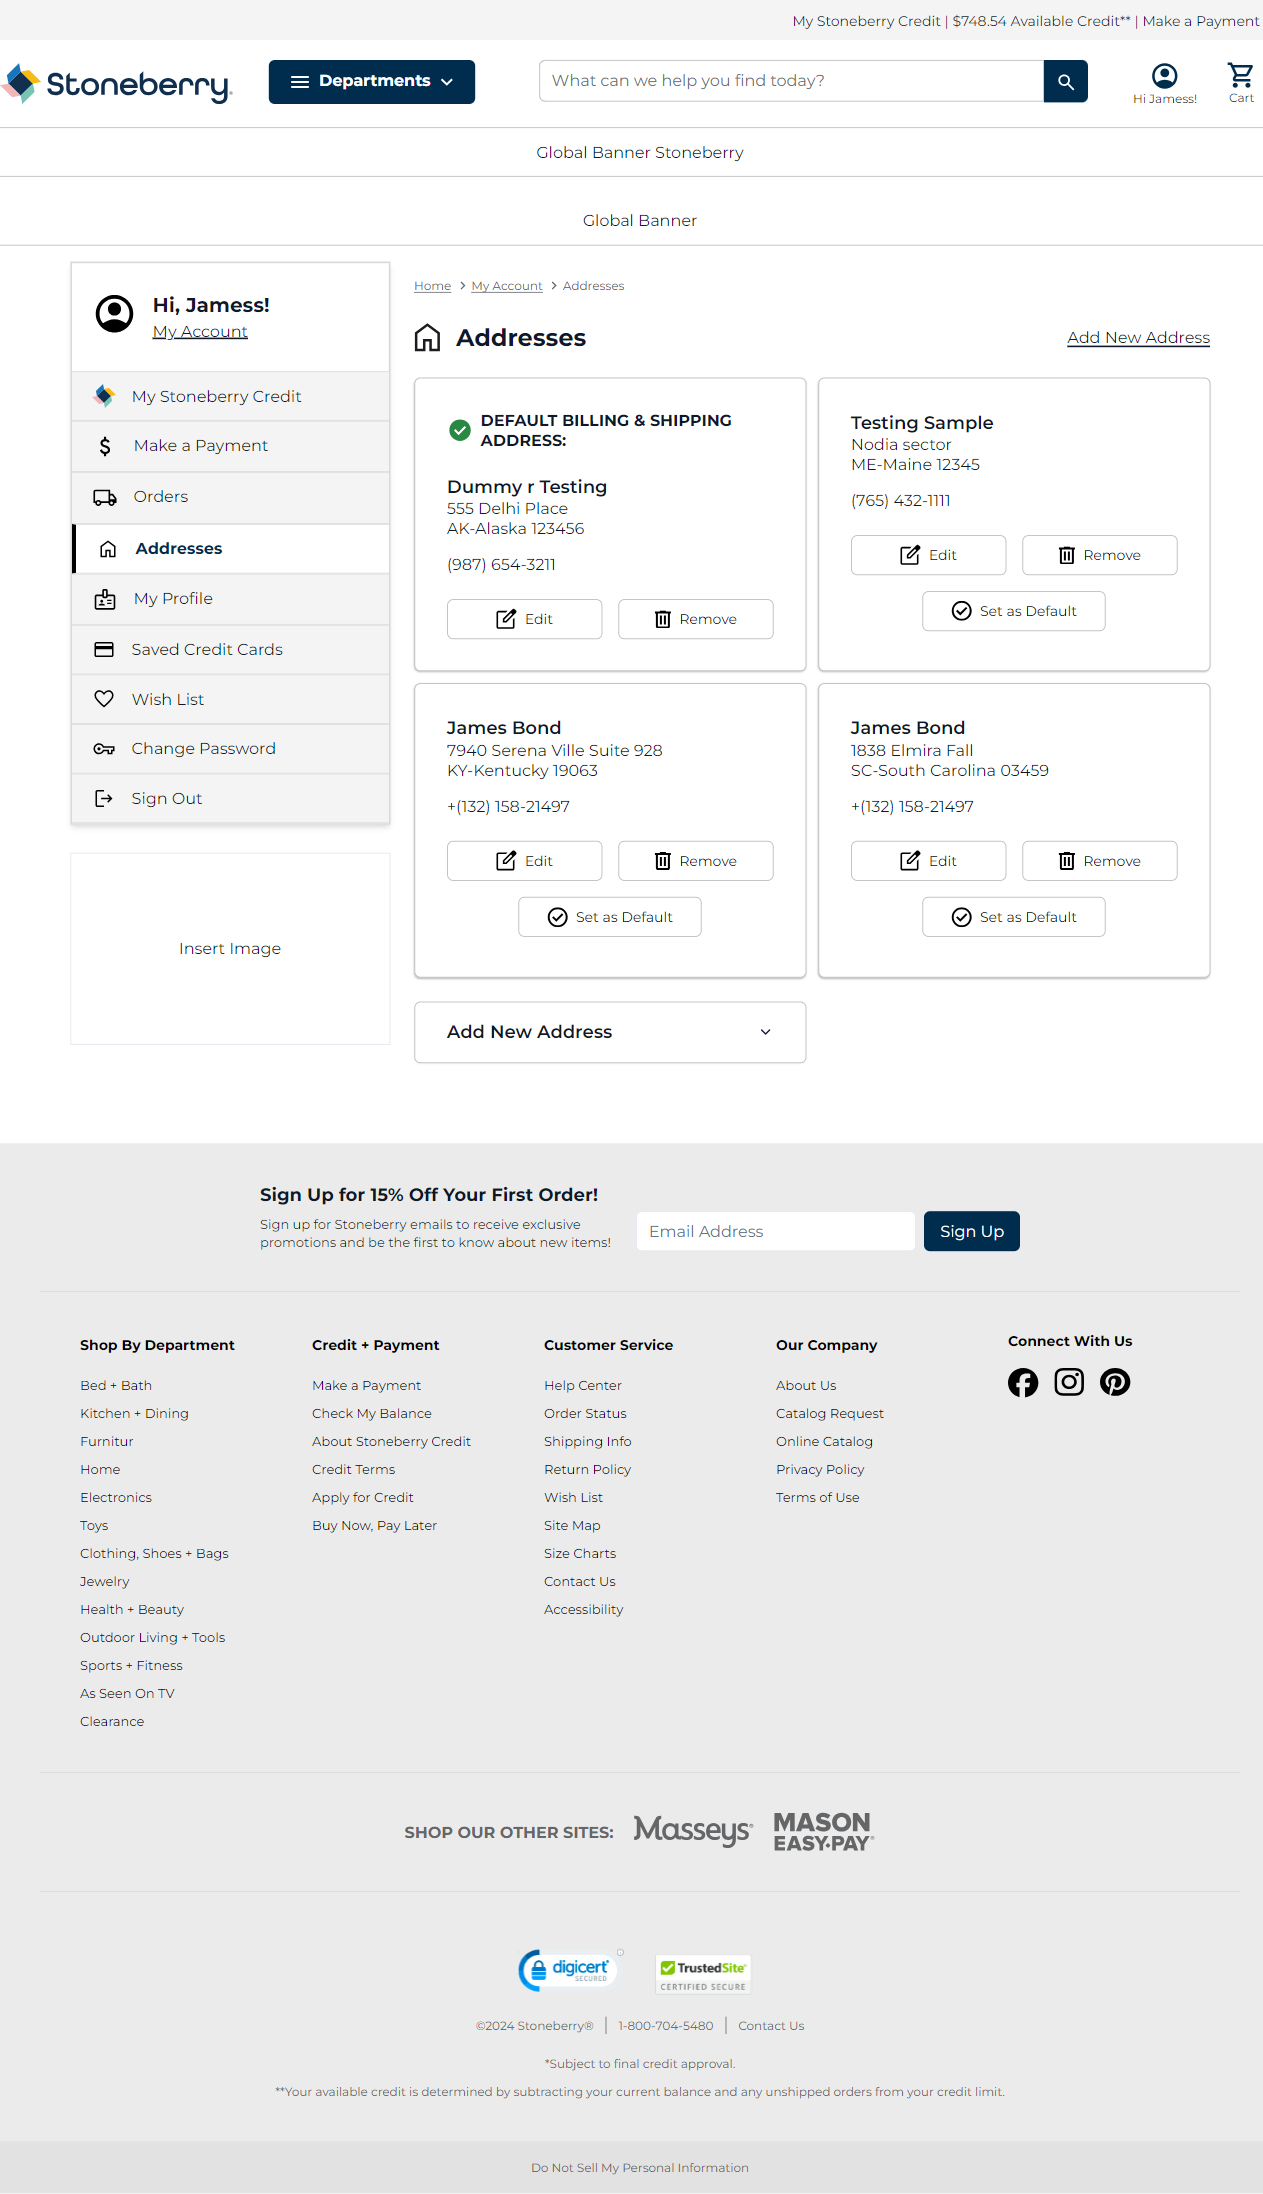 My Stoneberry Credit | $748.54 Available Credit** | Make a Payment
Stoneberry
Departments
What can we help you find today?
Hi Jamess!
Cart
Global Banner Stoneberry
Global Banner
Hi, Jamess!
My Account
My Stoneberry Credit
Make a Payment
Orders
Addresses
My Profile
Saved Credit Cards
Wish List
Change Password
Sign Out
Insert Image
Home > My Account > Addresses
Addresses
Add New Address
DEFAULT BILLING & SHIPPING
ADDRESS:
Dummy r Testing
555 Delhi Place
AK-Alaska 123456
(987) 654-3211
Edit
Remove
Testing Sample
Nodia sector
ME-Maine 12345
(765) 432-1111
Edit
Remove
Set as Default
James Bond
7940 Serena Ville Suite 928
KY-Kentucky 19063
+(132) 158-21497
Edit
Remove
Set as Default
James Bond
1838 Elmira Fall
SC-South Carolina 03459
+(132) 158-21497
Edit
Remove
Set as Default
Add New Address
Sign Up for 15% Off Your First Order!
Sign up for Stoneberry emails to receive exclusive
promotions and be the first to know about new items!
Email Address
Sign Up
Shop By Department
Bed + Bath
Kitchen + Dining
Furnitur
Home
Electronics
Toys
Clothing, Shoes + Bags
Jewelry
Health + Beauty
Outdoor Living + Tools
Sports + Fitness
As Seen On TV
Clearance
Credit + Payment
Make a Payment
Check My Balance
About Stoneberry Credit
Credit Terms
Apply for Credit
Buy Now, Pay Later
Customer Service
Help Center
Order Status
Shipping Info
Return Policy
Wish List
Site Map
Size Charts
Contact Us
Accessibility
Our Company
About Us
Catalog Request
Online Catalog
Privacy Policy
Terms of Use
Connect With Us
SHOP OUR OTHER SITES:
Masseys
MASON
EASY·PAY
digicert
SECURED
TrustedSite
CERTIFIED SECURE
©2024 Stoneberry® | 1-800-704-5480 | Contact Us
*Subject to final credit approval.
**Your available credit is determined by subtracting your current balance and any unshipped orders from your credit limit.
Do Not Sell My Personal Information